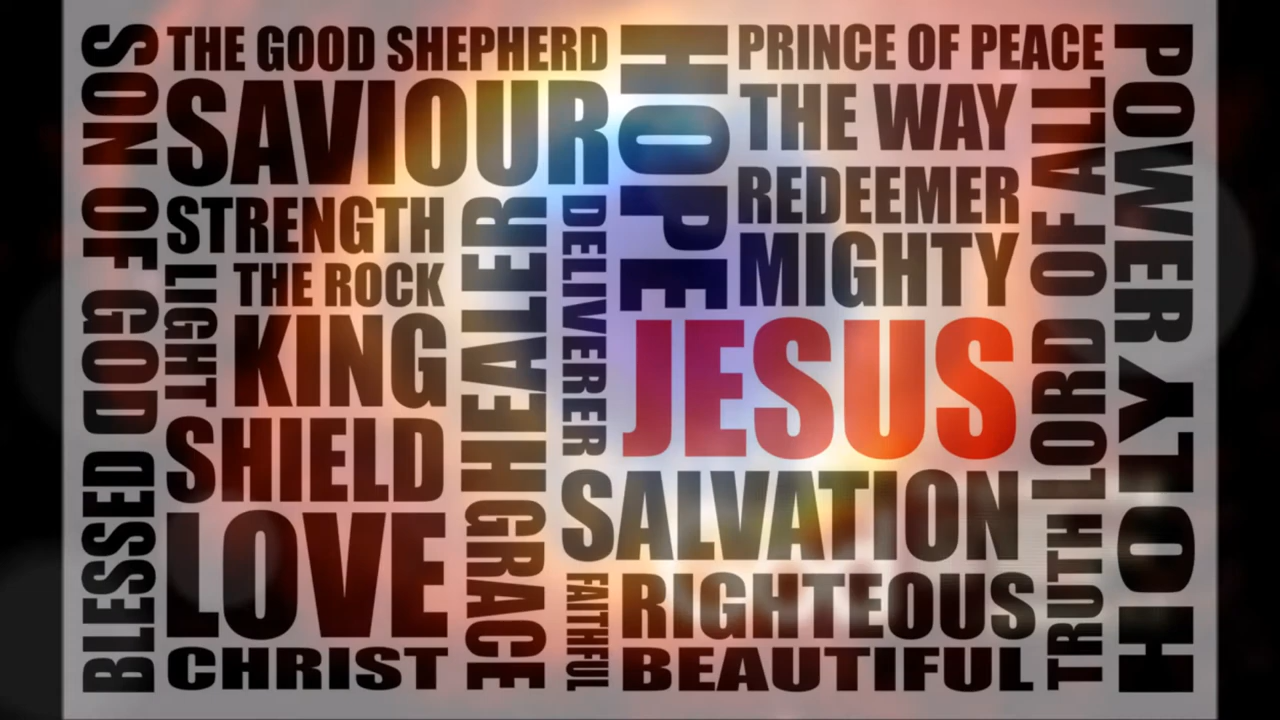 SON OF GOD
BLESSED
THE GOOD SHEPHERD
SAVIOUR
STRENGTH
LIGHT
THE ROCK
KING
SHIELD
LOVE
CHRIST
HEALER
GRACE
DELIVERER
FAITHFUL
HOPE
PRINCE OF PEACE
THE WAY
REDEEMER
MIGHTY
JESUS
SALVATION
RIGHTEOUS
BEAUTIFUL
LORD OF ALL
TRUTH
POWER
HOLY